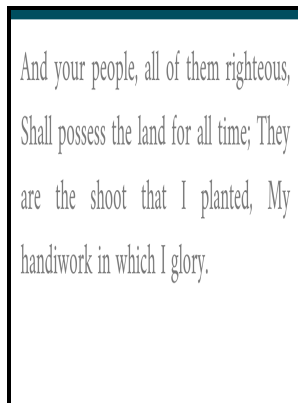 And your people, all of them righteous,
Shall possess the land for all time; They
are the shoot that I planted, My
handiwork in which I glory.